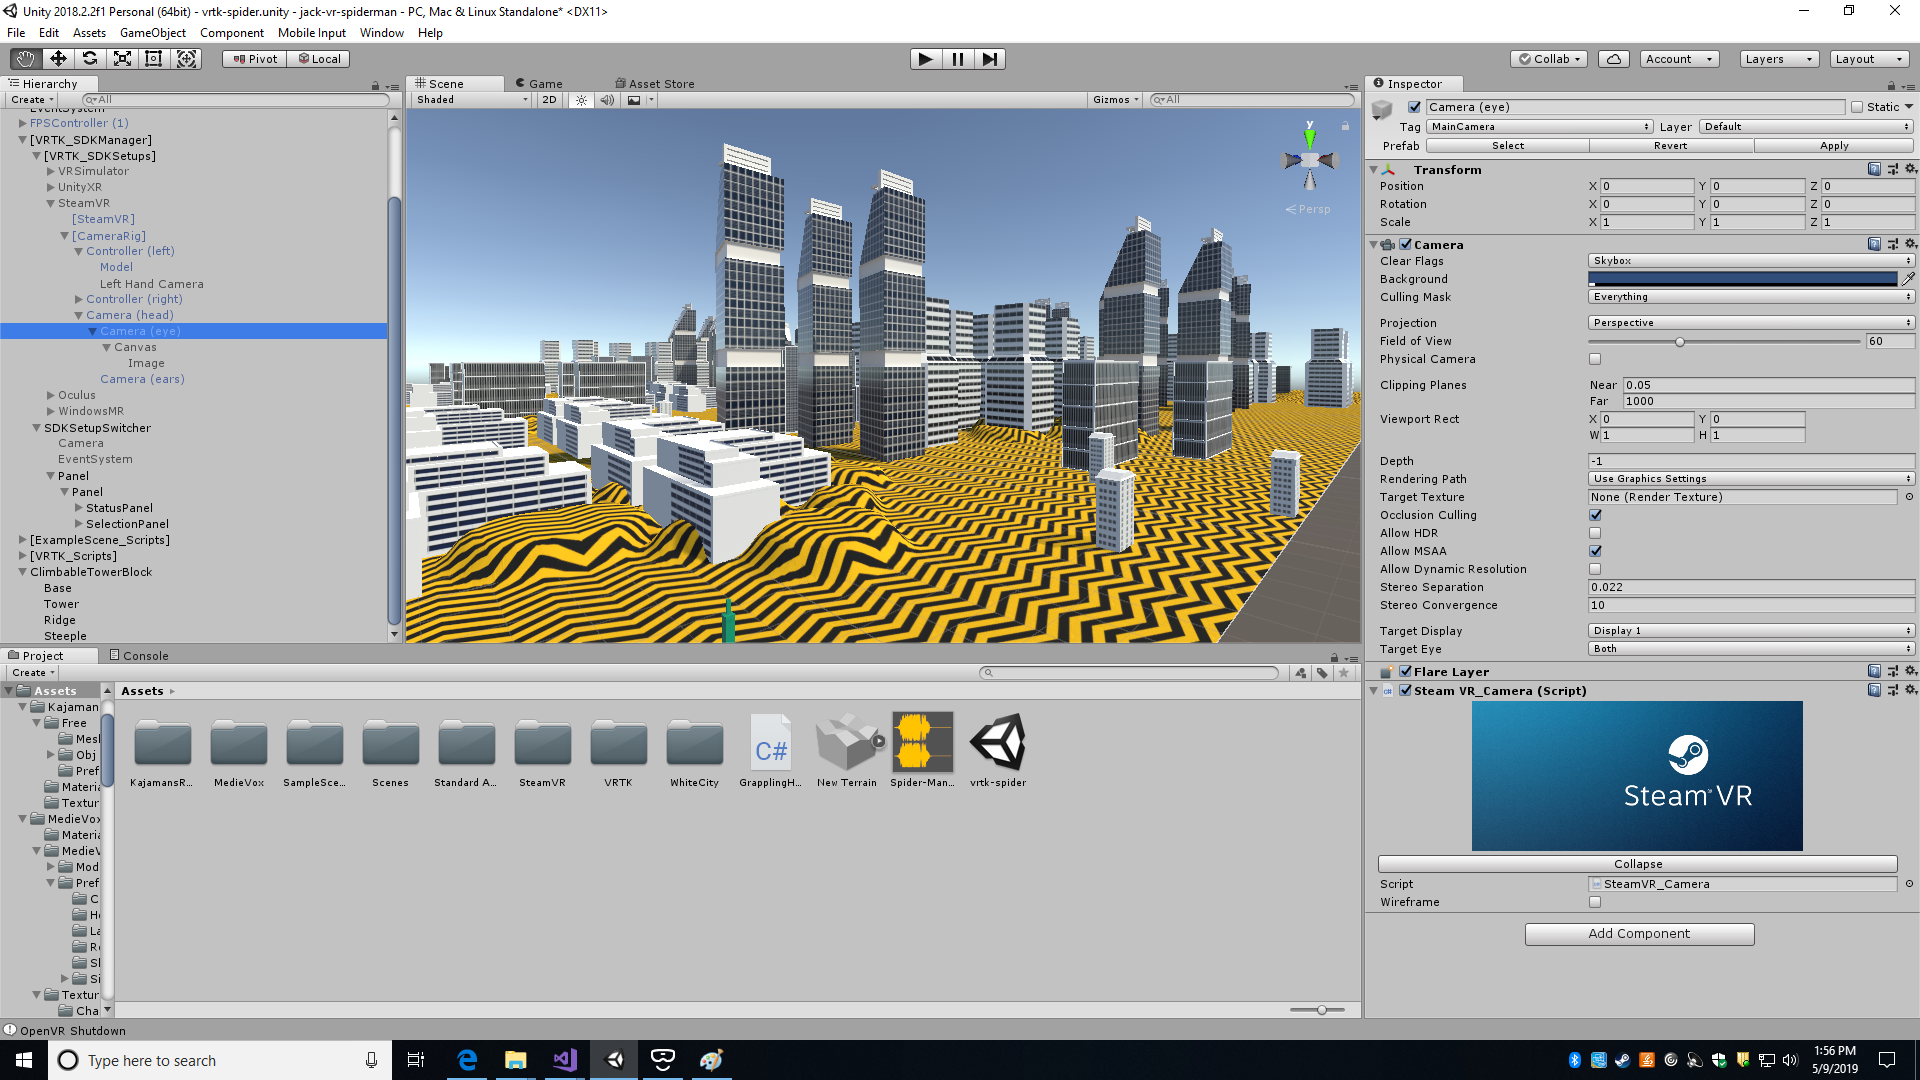 Unity 2018.2.2f1 Personal (64bit) - vrtk-spider.unity - jack-vr-spiderman - PC, Mac & Linux Standalone* <DX11>
File Edit Assets GameObject Component Mobile Input Window Help
Pivot Local Collab Account Layers Layout
Hierarchy
Create All
EventSystem
FPSController (1)
[VRTK_SDKManager]
[VRTK_SDKSetups]
VRSimulator
UnityXR
SteamVR
[SteamVR]
[CameraRig]
Controller (left)
Model
Left Hand Camera
Controller (right)
Camera (head)
Camera (eye)
Canvas
Image
Camera (ears)
Oculus
WindowsMR
SDKSetupSwitcher
Camera
EventSystem
Panel
Panel
StatusPanel
SelectionPanel
[ExampleScene_Scripts]
[VRTK_Scripts]
ClimbableTowerBlock
Base
Tower
Ridge
Steeple
Scene Game Asset Store
Shaded 2D Gizmos All
y
Persp
Inspector
Camera (eye) Static
Tag MainCamera Layer Default
Prefab Select Revert Apply
Transform
Position X 0 Y 0 Z 0
Rotation X 0 Y 0 Z 0
Scale X 1 Y 1 Z 1
Camera
Clear Flags Skybox
Background
Culling Mask Everything
Projection Perspective
Field of View 60
Physical Camera
Clipping Planes Near 0.05
Far 1000
Viewport Rect X 0 Y 0
W 1 H 1
Depth -1
Rendering Path Use Graphics Settings
Target Texture None (Render Texture)
Occlusion Culling
Allow HDR
Allow MSAA
Allow Dynamic Resolution
Stereo Separation 0.022
Stereo Convergence 10
Target Display Display 1
Target Eye Both
Flare Layer
Steam VR_Camera (Script)
Steam VR
Collapse
Script SteamVR_Camera
Wireframe
Add Component
Project Console
Create
Assets
Kajaman
Free
Mesl
Obj
Pref
Materia
Textur
MedieVox
Materia
MedieV
Mod
Pref
C
He
La
Re
Sl
Si
Textur
Cha
Assets
C#
KajamansR... MedieVox SampleSce... Scenes Standard A... SteamVR VRTK WhiteCity GrapplingH... New Terrain Spider-Man... vrtk-spider
OpenVR Shutdown
Type here to search
1:56 PM
5/9/2019